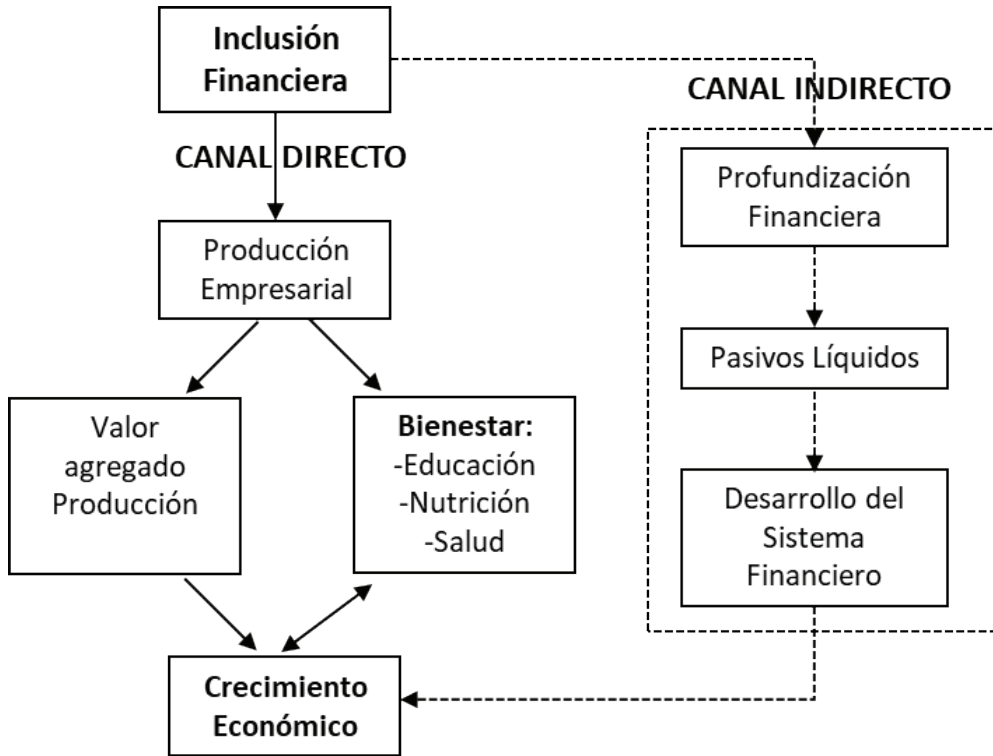 Inclusión
Financiera
CANAL DIRECTO
Producción
Empresarial
Valor
agregado
Producción
Bienestar:
-Educación
-Nutrición
-Salud
Crecimiento
Económico
CANAL INDIRECTO
Profundización
Financiera
Pasivos Líquidos
Desarrollo del
Sistema
Financiero